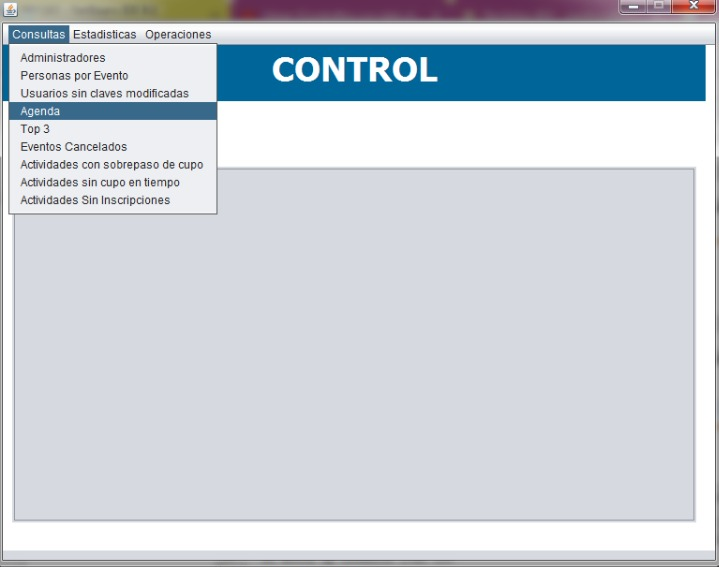 Consultas Estadisticas Operaciones
CONTROL
Administradores
Personas por Evento
Usuarios sin claves modificadas
Agenda
Top 3
Eventos Cancelados
Actividades con sobrepaso de cupo
Actividades sin cupo en tiempo
Actividades Sin Inscripciones